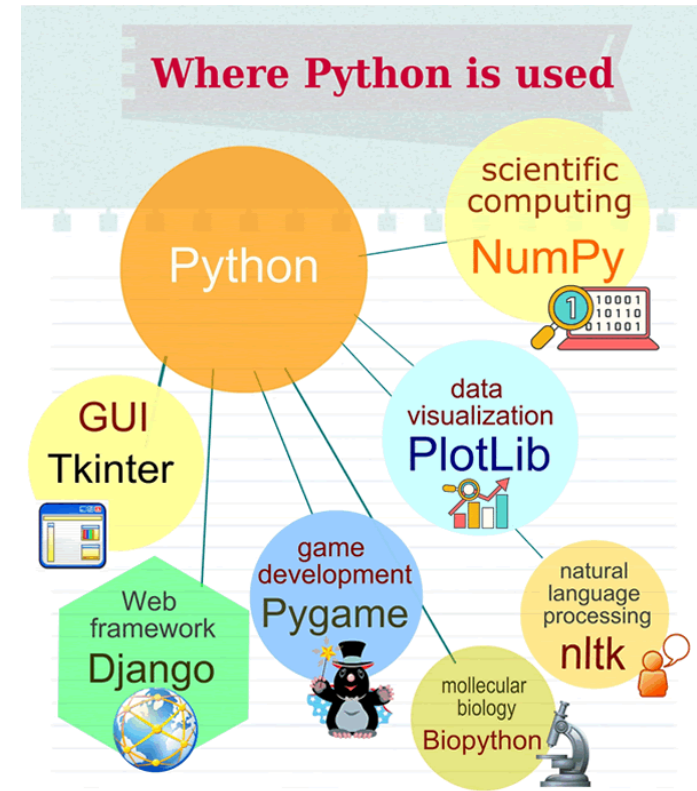 Where Python is used
Python
scientific
computing
NumPy
1
10001
10110
011001
data
visualization
PlotLib
GUI
Tkinter
game
development
Pygame
natural
language
processing
nltk
Web
framework
Django
mollecular
biology
Biopython